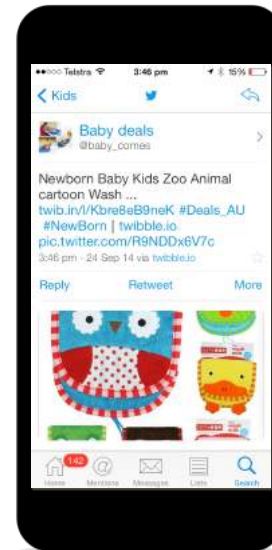 Telstra 3:46 pm 15%
Kids
Baby deals
@baby_comes
Newborn Baby Kids Zoo Animal
cartoon Wash ...
twib.in/l/Kbre8eB9neK #Deals_AU
#NewBorn | twibble.io
pic.twitter.com/R9NDDx6V7c
3:46 pm · 24 Sep 14 via twibble.io
Reply Retweet More
142
Home Mentions Messages Lists Search